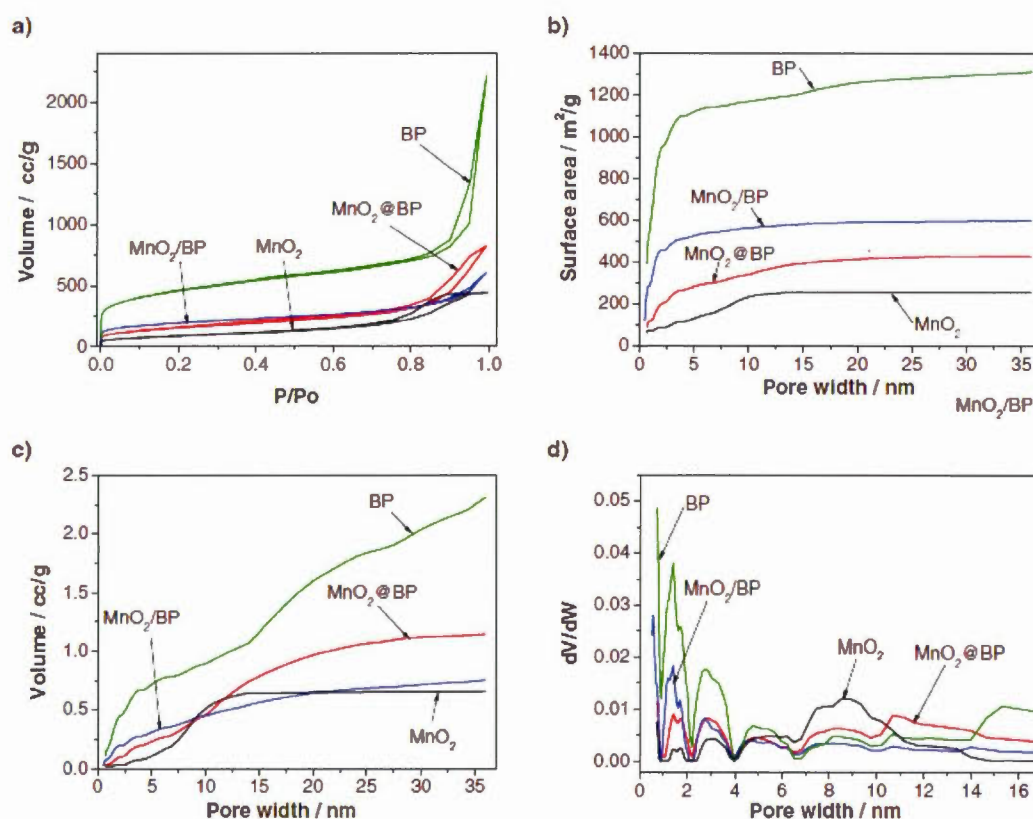 a)
Volume / cc/g
2000
1500
1000
500
0
0.0 0.2 0.4 0.6 0.8 1.0
P/Po
BP
MnO₂@BP
MnO₂/BP
MnO₂
b)
Surface area / m²/g
1400
1200
1000
800
600
400
200
0
0 5 10 15 20 25 30 35
Pore width / nm
BP
MnO₂/BP
MnO₂@BP
MnO₂
MnO₂/BP
c)
Volume / cc/g
2.5
2.0
1.5
1.0
0.5
0.0
0 5 10 15 20 25 30 35
Pore width / nm
BP
MnO₂@BP
MnO₂/BP
MnO₂
d)
dV/dW
0.05
0.04
0.03
0.02
0.01
0.00
0 2 4 6 8 10 12 14 16
Pore width / nm
BP
MnO₂/BP
MnO₂
MnO₂@BP